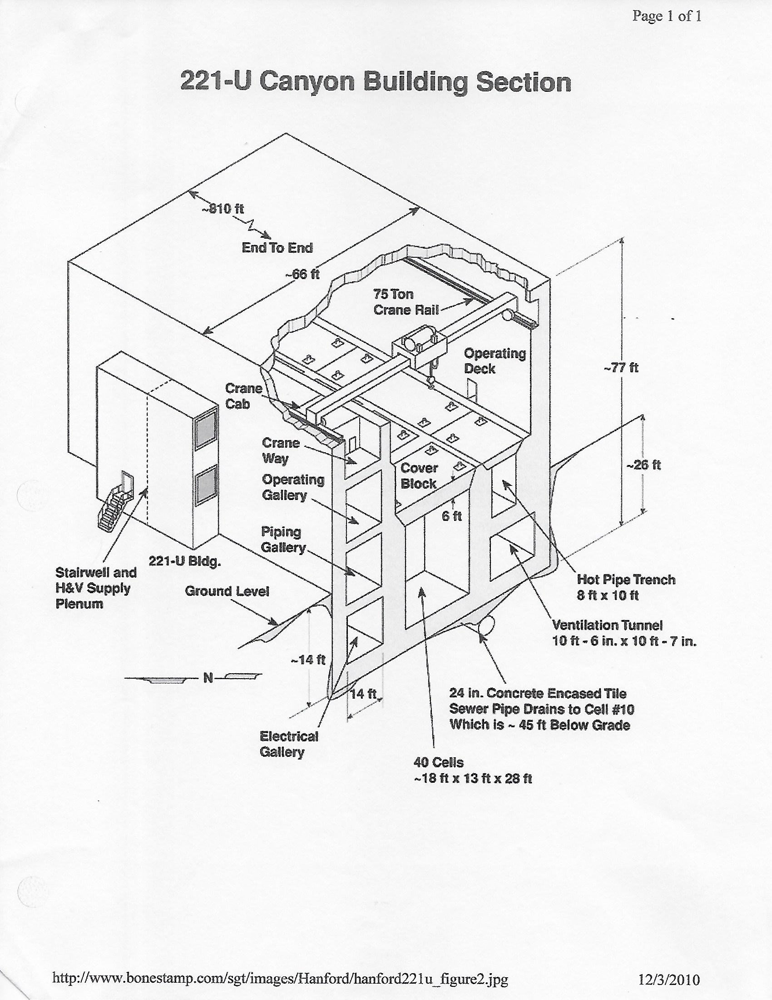 Page 1 of 1
221-U Canyon Building Section
~810 ft
End To End
~66 ft
75 Ton
Crane Rail
Operating
Deck
~77 ft
Crane
Cab
Crane
Way
~26 ft
Cover
Block
Operating
Gallery
6 ft
Piping
Gallery
221-U Bldg.
Stairwell and
H&V Supply
Plenum
Ground Level
Hot Pipe Trench
8 ft x 10 ft
Ventilation Tunnel
10 ft - 6 in. x 10 ft - 7 in.
~14 ft
N
14 ft
24 in. Concrete Encased Tile
Sewer Pipe Drains to Cell #10
Which is ~ 45 ft Below Grade
Electrical
Gallery
40 Cells
~18 ft x 13 ft x 28 ft
http://www.bonestamp.com/sgt/images/Hanford/hanford221u_figure2.jpg
12/3/2010